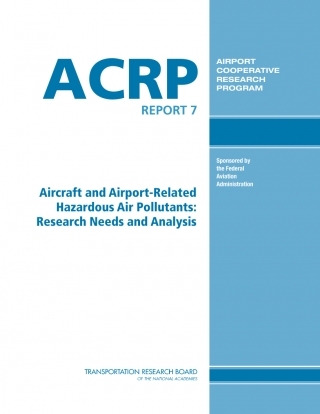 ACRP
REPORT 7
AIRPORT
COOPERATIVE
RESEARCH
PROGRAM
Sponsored by
the Federal
Aviation
Administration
Aircraft and Airport-Related
Hazardous Air Pollutants:
Research Needs and Analysis
TRANSPORTATION RESEARCH BOARD
OF THE NATIONAL ACADEMIES